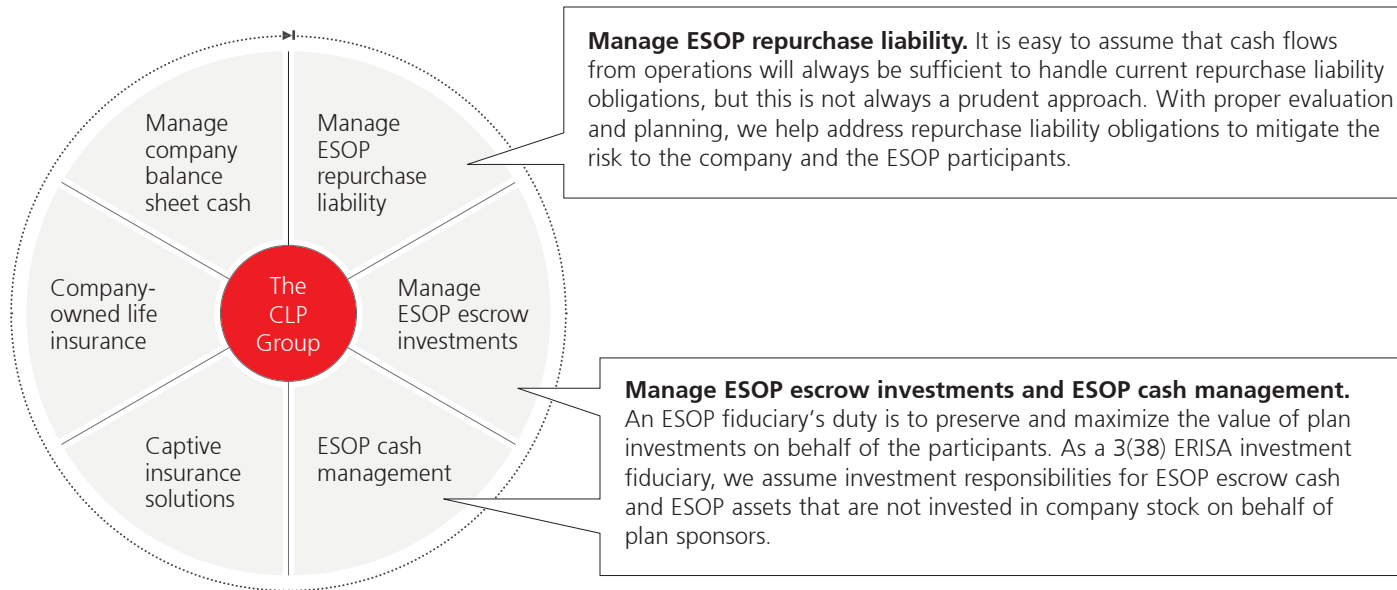 Manage
company
balance
sheet cash
Manage
ESOP
repurchase
liability
Company-
owned life
insurance
The
CLP
Group
Manage
ESOP escrow
investments
Captive
insurance
solutions
ESOP cash
management
Manage ESOP repurchase liability. It is easy to assume that cash flows
from operations will always be sufficient to handle current repurchase liability
obligations, but this is not always a prudent approach. With proper evaluation
and planning, we help address repurchase liability obligations to mitigate the
risk to the company and the ESOP participants.
Manage ESOP escrow investments and ESOP cash management.
An ESOP fiduciary’s duty is to preserve and maximize the value of plan
investments on behalf of the participants. As a 3(38) ERISA investment
fiduciary, we assume investment responsibilities for ESOP escrow cash
and ESOP assets that are not invested in company stock on behalf of
plan sponsors.